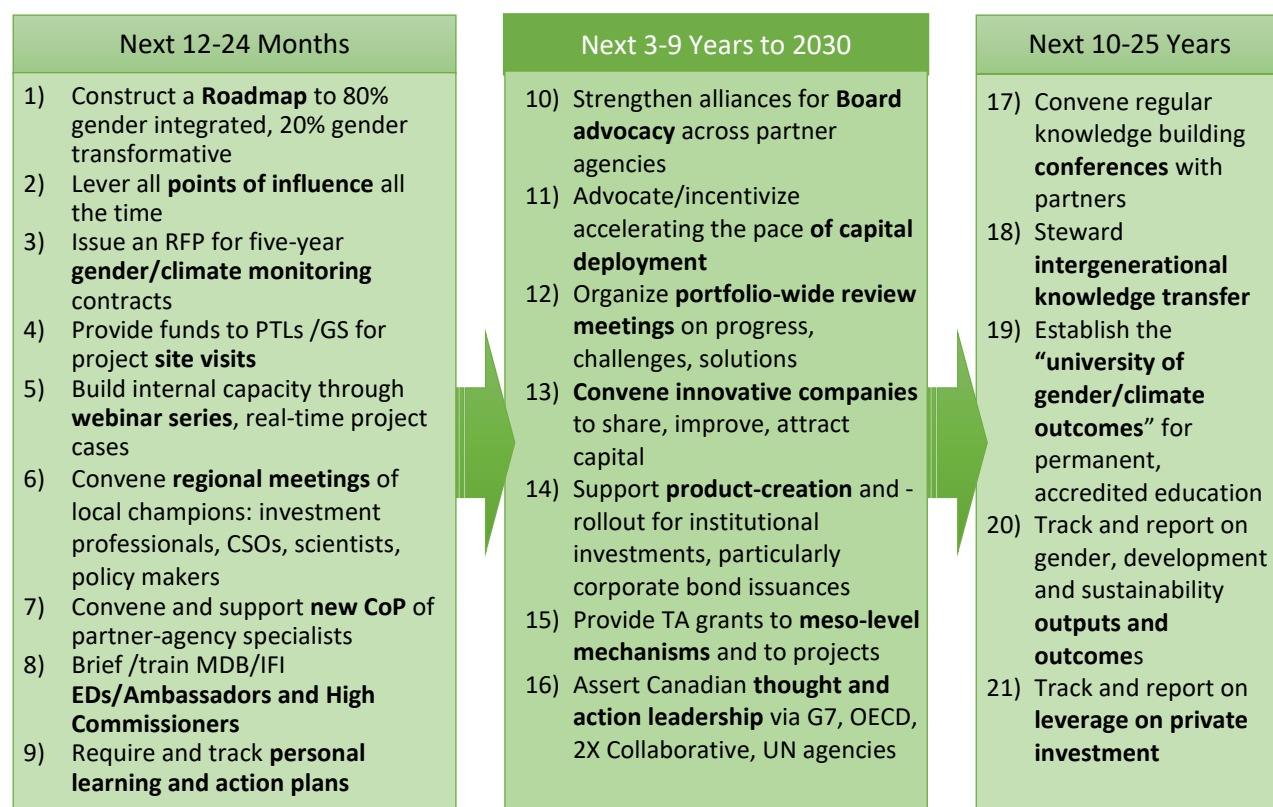 Next 12-24 Months
1) Construct a Roadmap to 80%
gender integrated, 20% gender
transformative
2) Lever all points of influence all
the time
3) Issue an RFP for five-year
gender/climate monitoring
contracts
4) Provide funds to PTLs /GS for
project site visits
5) Build internal capacity through
webinar series, real-time project
cases
6) Convene regional meetings of
local champions: investment
professionals, CSOs, scientists,
policy makers
7) Convene and support new CoP of
partner-agency specialists
8) Brief /train MDB/IFI
EDs/Ambassadors and High
Commissioners
9) Require and track personal
learning and action plans
Next 3-9 Years to 2030
10) Strengthen alliances for Board
advocacy across partner
agencies
11) Advocate/incentivize
accelerating the pace of capital
deployment
12) Organize portfolio-wide review
meetings on progress,
challenges, solutions
13) Convene innovative companies
to share, improve, attract
capital
14) Support product-creation and -
rollout for institutional
investments, particularly
corporate bond issuances
15) Provide TA grants to meso-level
mechanisms and to projects
16) Assert Canadian thought and
action leadership via G7, OECD,
2X Collaborative, UN agencies
Next 10-25 Years
17) Convene regular
knowledge building
conferences with
partners
18) Steward
intergenerational
knowledge transfer
19) Establish the
“university of
gender/climate
outcomes” for
permanent,
accredited education
20) Track and report on
gender, development
and sustainability
outputs and
outcomes
21) Track and report on
leverage on private
investment